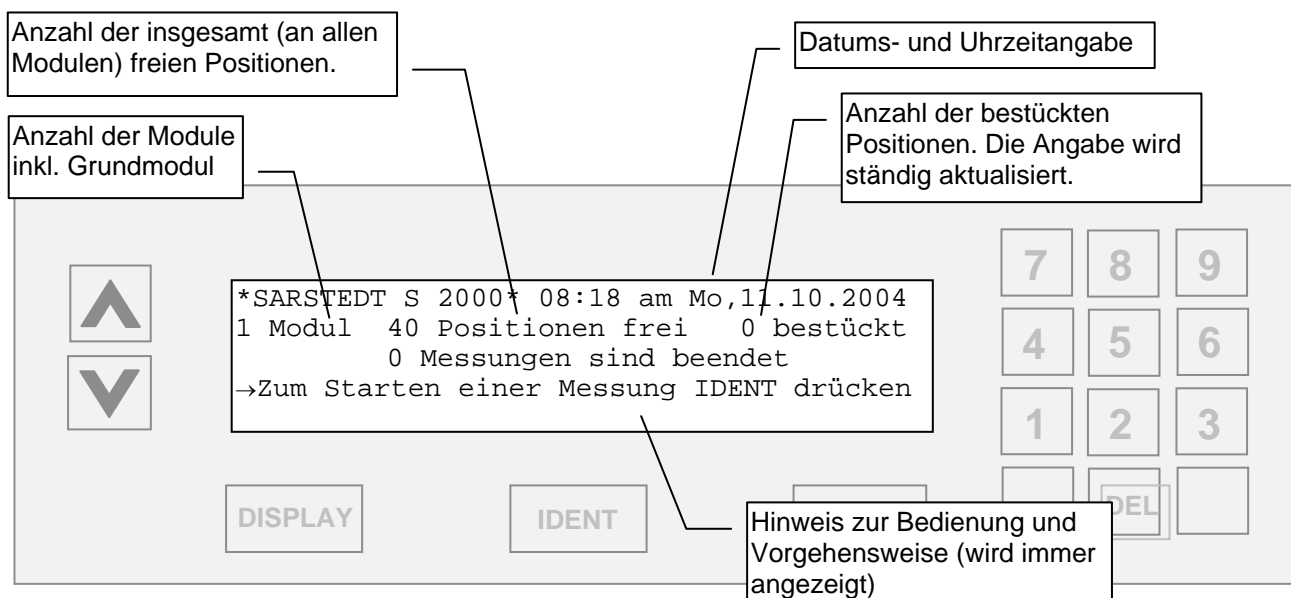 Anzahl der insgesamt (an allen
Modulen) freien Positionen.
Datums- und Uhrzeitangabe
Anzahl der Module
inkl. Grundmodul
Anzahl der bestückten
Positionen. Die Angabe wird
ständig aktualisiert.
*SARSTEDT S 2000* 08:18 am Mo,11.10.2004
1 Modul 40 Positionen frei 0 bestückt
0 Messungen sind beendet
→Zum Starten einer Messung IDENT drücken
7 8 9
4 5 6
1 2 3
DISPLAY
IDENT
DEL
Hinweis zur Bedienung und
Vorgehensweise (wird immer
angezeigt)